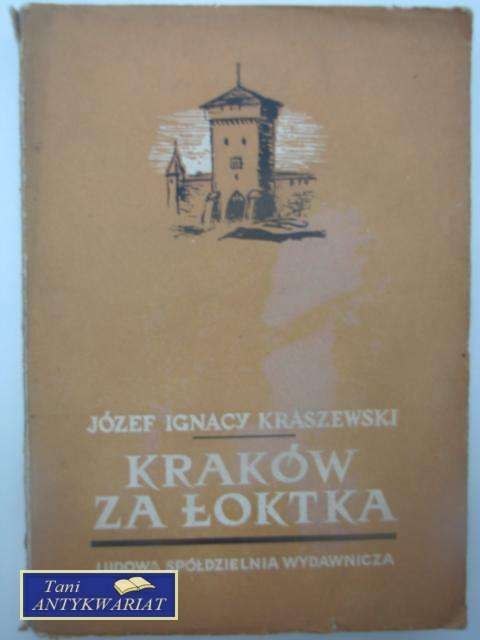 JÓZEF IGNACY KRASZEWSKI
KRAKÓW
ZA ŁOKTKA
LUDOWA SPÓŁDZIELNIA WYDAWNICZA
Tani
ANTYKWARIAT